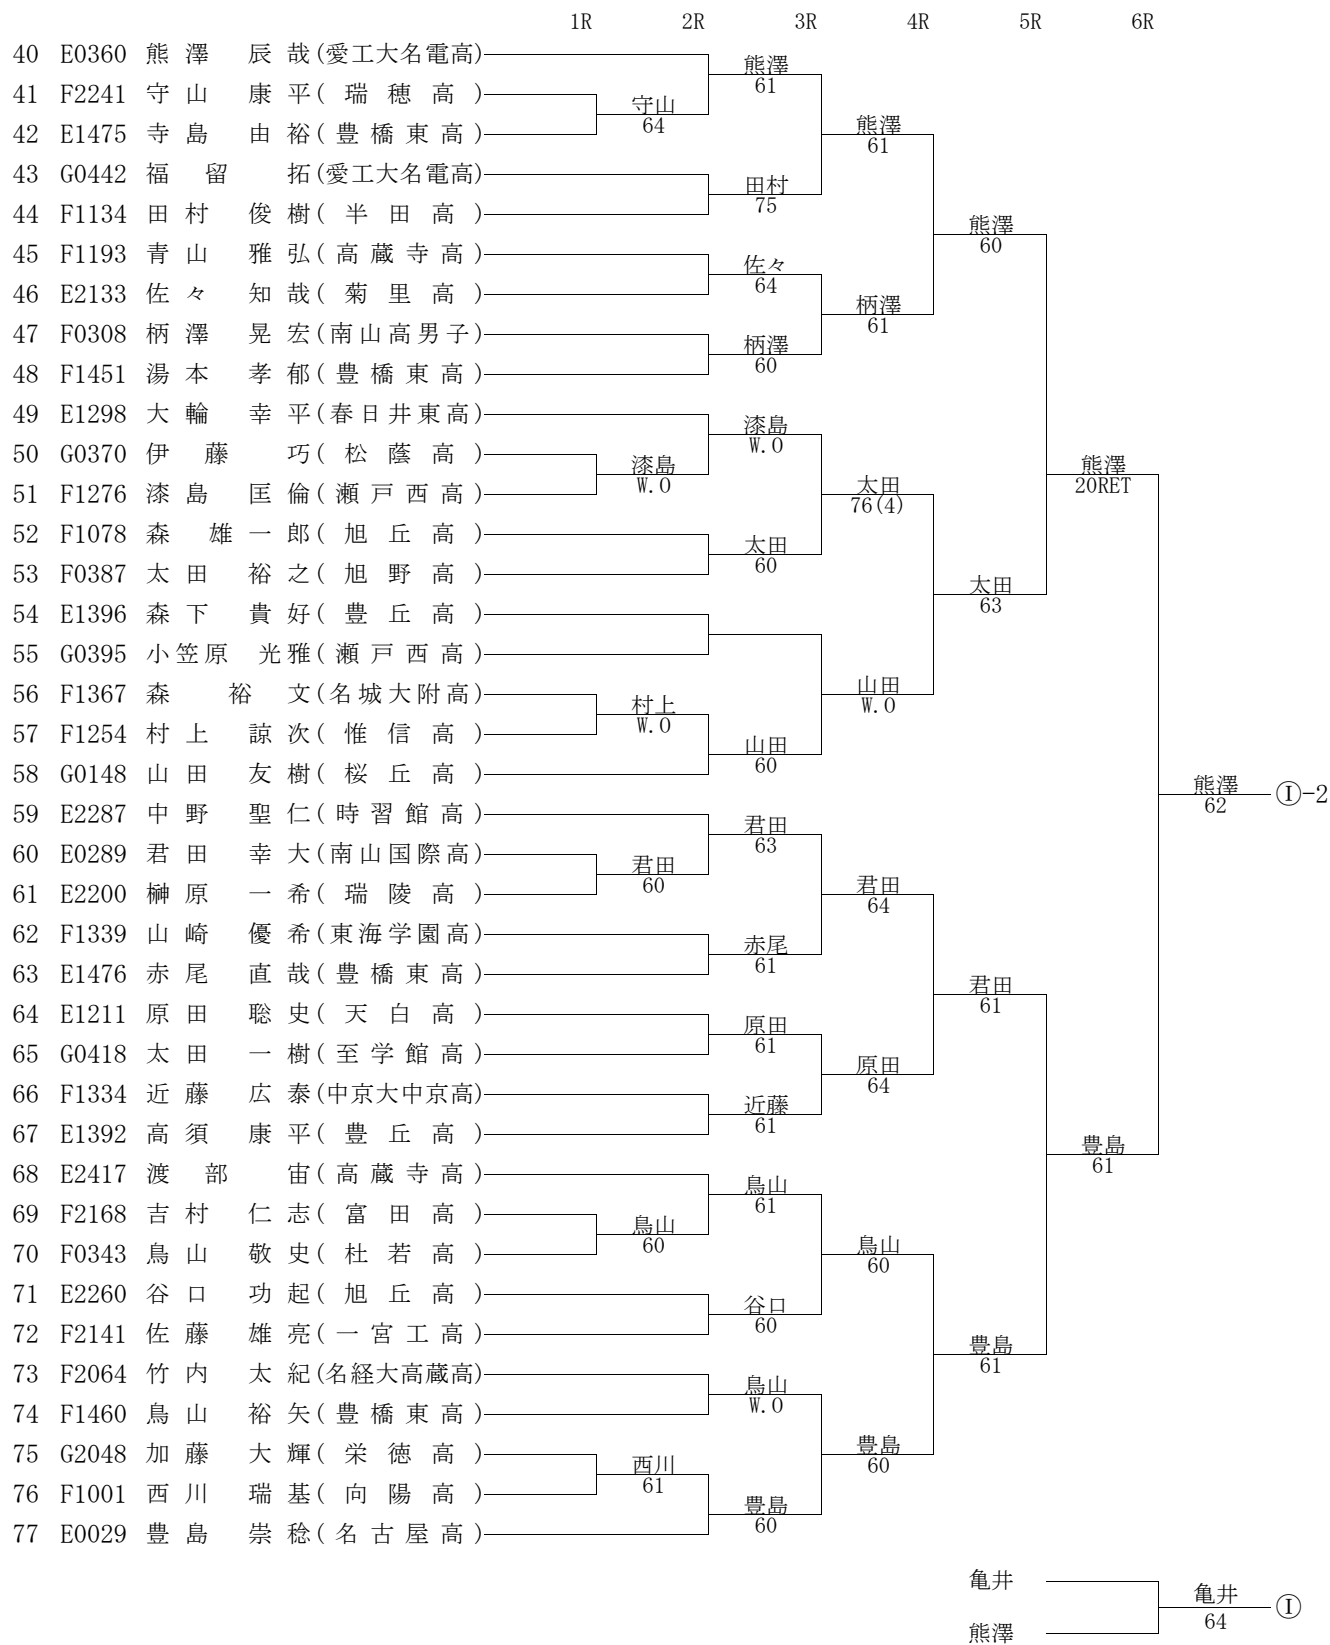 1R 2R 3R 4R 5R 6R
40 E0360 熊澤 辰哉(愛工大名電高)
熊澤
61
41 F2241 守山 康平(瑞穂高)
守山
64
42 E1475 寺島 由裕(豊橋東高)
熊澤
61
43 G0442 福留 拓(愛工大名電高)
田村
75
44 F1134 田村 俊樹(半田高)
熊澤
60
45 F1193 青山 雅弘(高蔵寺高)
佐々
64
46 E2133 佐々 知哉(菊里高)
柄澤
61
47 F0308 柄澤 晃宏(南山高男子)
柄澤
60
48 F1451 湯本 孝郁(豊橋東高)
49 E1298 大輪 幸平(春日井東高)
漆島
W.O
50 G0370 伊藤 巧(松蔭高)
漆島
W.O
熊澤
20RET
51 F1276 漆島 匡倫(瀬戸西高)
太田
76(4)
52 F1078 森 雄一郎(旭丘高)
太田
60
53 F0387 太田 裕之(旭野高)
太田
63
54 E1396 森下 貴好(豊丘高)
55 G0395 小笠原 光雅(瀬戸西高)
56 F1367 森 裕文(名城大附高)
村上
W.O
山田
W.O
57 F1254 村上 諒次(惟信高)
山田
60
58 G0148 山田 友樹(桜丘高)
熊澤
62
Ⓘ-2
59 E2287 中野 聖仁(時習館高)
君田
63
60 E0289 君田 幸大(南山国際高)
君田
60
61 E2200 榊原 一希(瑞陵高)
君田
64
62 F1339 山崎 優希(東海学園高)
赤尾
61
63 E1476 赤尾 直哉(豊橋東高)
君田
61
64 E1211 原田 聡史(天白高)
原田
61
65 G0418 太田 一樹(至学館高)
原田
64
66 F1334 近藤 広泰(中京大中京高)
近藤
61
67 E1392 高須 康平(豊丘高)
豊島
61
68 E2417 渡部 宙(高蔵寺高)
鳥山
61
69 F2168 吉村 仁志(富田高)
鳥山
60
70 F0343 鳥山 敬史(杜若高)
鳥山
60
71 E2260 谷口 功起(旭丘高)
谷口
60
72 F2141 佐藤 雄亮(一宮工高)
豊島
61
73 F2064 竹内 太紀(名経大高蔵高)
鳥山
W.O
74 F1460 鳥山 裕矢(豊橋東高)
豊島
60
75 G2048 加藤 大輝(栄徳高)
西川
61
76 F1001 西川 瑞基(向陽高)
豊島
60
77 E0029 豊島 崇稔(名古屋高)
亀井
亀井
64
Ⓘ
熊澤